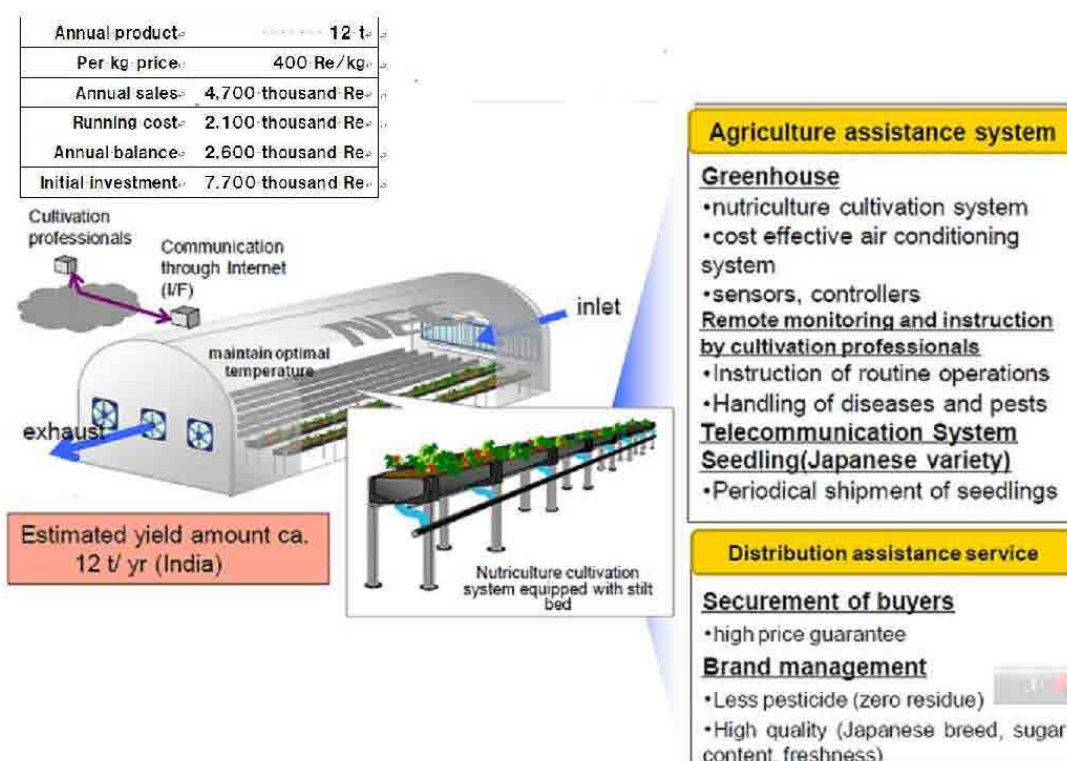 Annual product 12 t
Per kg price 400 Re/kg
Annual sales 4,700 thousand Re
Running cost 2.100 thousand Re
Annual balance 2,600 thousand Re
Initial investment 7.700 thousand Re
Cultivation
professionals
Communication
through Internet
(I/F)
NEC
inlet
maintain optimal
temperature
exhaust
Estimated yield amount ca.
12 t/ yr (India)
Nutriculture cultivation
system equipped with stilt
bed
Agriculture assistance system
Greenhouse
•nutriculture cultivation system
•cost effective air conditioning
system
•sensors, controllers
Remote monitoring and instruction
by cultivation professionals
•Instruction of routine operations
•Handling of diseases and pests
Telecommunication System
Seedling(Japanese variety)
•Periodical shipment of seedlings
Distribution assistance service
Securement of buyers
•high price guarantee
Brand management
•Less pesticide (zero residue)
•High quality (Japanese breed, sugar
content, freshness)